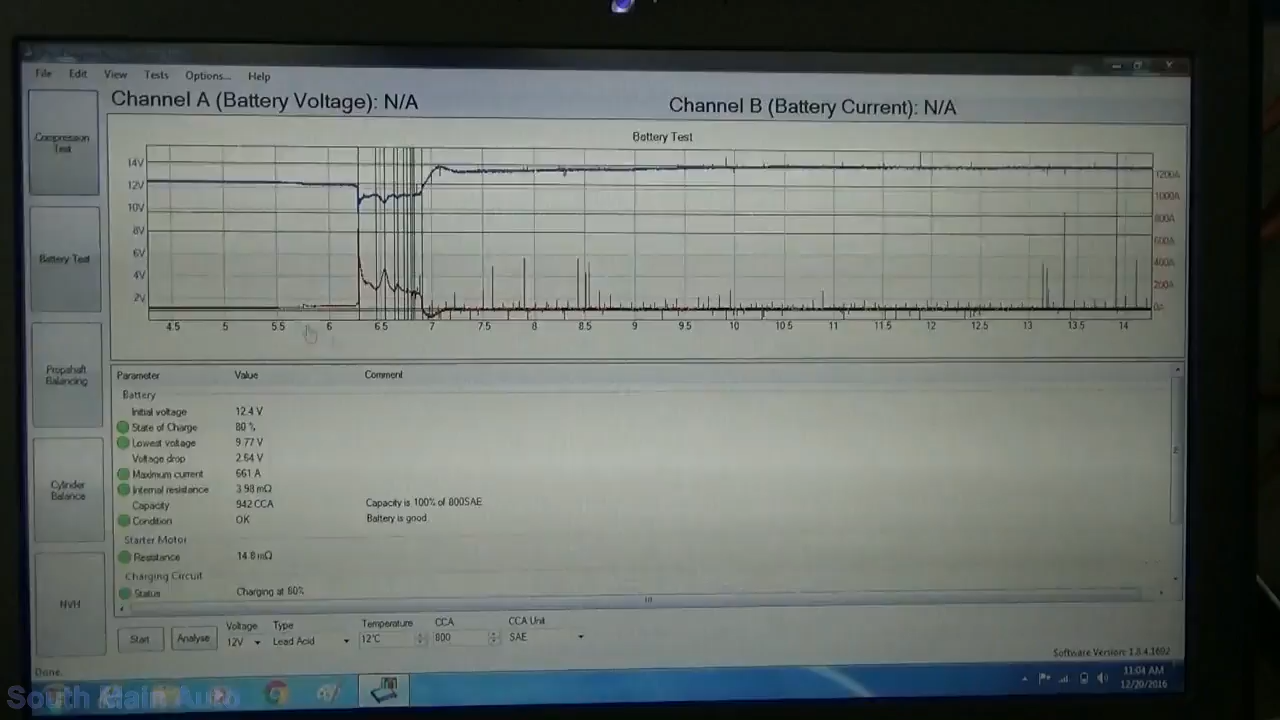 File Edit View Tests Options... Help
Channel A (Battery Voltage): N/A Channel B (Battery Current): N/A
Compression
Test
Battery Test
Propshaft
Balancing
Cylinder
Balance
NVH
Battery Test
14V
12V
10V
8V
6V
4V
2V
1200A
1000A
800A
600A
400A
200A
0A
4.5 5 5.5 6 6.5 7 7.5 8 8.5 9 9.5 10 10.5 11 11.5 12 12.5 13 13.5 14
Parameter Value Comment
Battery
Initial voltage 12.4 V
State of Charge 80 %
Lowest voltage 9.77 V
Voltage drop 2.64 V
Maximum current 661 A
Internal resistance 3.98 mΩ
Capacity 942 CCA Capacity is 100% of 800SAE
Condition OK Battery is good.
Starter Motor
Resistance 14.8 mΩ
Charging Circuit
Status Charging at 80%
Start Analyse
Voltage Type Temperature CCA CCA Unit
12V Lead Acid 12°C 800 SAE
Software Version: 1.8.4.1692
Done.
11:04 AM
12/20/2016
South Main Auto